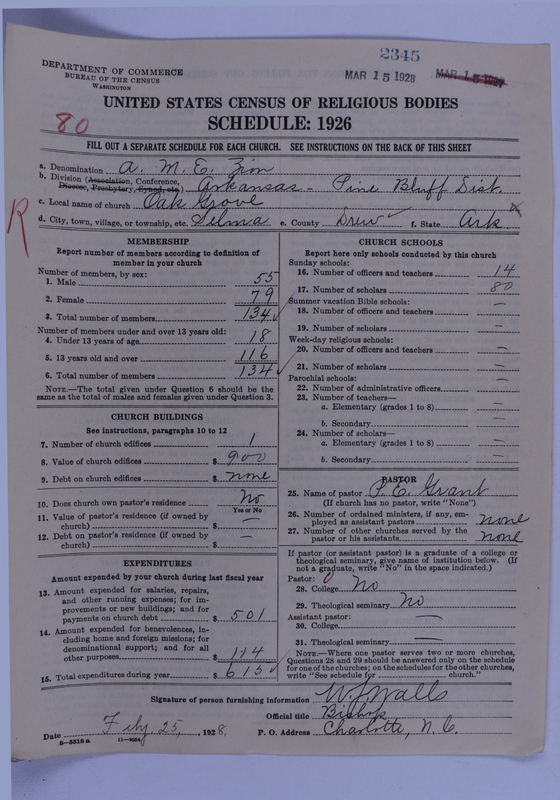 2345
DEPARTMENT OF COMMERCE
BUREAU OF THE CENSUS
WASHINGTON
MAR 15 1928 MAR 15 1927
UNITED STATES CENSUS OF RELIGIOUS BODIES
80
SCHEDULE: 1926
FILL OUT A SEPARATE SCHEDULE FOR EACH CHURCH. SEE INSTRUCTIONS ON THE BACK OF THIS SHEET
a. Denomination A. M. E. Zion
b. Division (Association, Conference, Diocese, Presbytery, Synod, etc.) Arkansas - Pine Bluff Dist.
c. Local name of church Oak Grove
R
d. City, town, village, or township, etc. Selma e. County Drew f. State Ark
MEMBERSHIP
Report number of members according to definition of
member in your church
Number of members, by sex:
1. Male 55
2. Female 79
3. Total number of members 134
Number of members under and over 13 years old:
4. Under 13 years of age 18
5. 13 years old and over 116
6. Total number of members 134
NOTE.—The total given under Question 6 should be the
same as the total of males and females given under Question 3.
CHURCH BUILDINGS
See instructions, paragraphs 10 to 12
7. Number of church edifices 1
8. Value of church edifices $ 900
9. Debt on church edifices $ none
10. Does church own pastor's residence No
Yes or No
11. Value of pastor's residence (if owned by
church) $ —
12. Debt on pastor's residence (if owned by
church) $ —
EXPENDITURES
Amount expended by your church during last fiscal year
13. Amount expended for salaries, repairs,
and other running expenses; for im-
provements or new buildings; and for
payments on church debt $ 501
14. Amount expended for benevolences, in-
cluding home and foreign missions; for
denominational support; and for all
other purposes 114
15. Total expenditures during year $ 615
CHURCH SCHOOLS
Report here only schools conducted by this church
Sunday schools:
16. Number of officers and teachers 14
17. Number of scholars 80
Summer vacation Bible schools:
18. Number of officers and teachers —
19. Number of scholars —
Week-day religious schools:
20. Number of officers and teachers —
21. Number of scholars —
Parochial schools:
22. Number of administrative officers —
23. Number of teachers—
a. Elementary (grades 1 to 8) —
b. Secondary —
24. Number of scholars—
a. Elementary (grades 1 to 8) —
b. Secondary —
PASTOR
25. Name of pastor P. E. Grant
(If church has no pastor, write "None")
26. Number of ordained ministers, if any, em-
ployed as assistant pastors none
27. Number of other churches served by the
pastor or his assistants none
If pastor (or assistant pastor) is a graduate of a college or
theological seminary, give name of institution below. (If
not a graduate, write "No" in the space indicated.)
Pastor: 0
28. College No
29. Theological seminary No
Assistant pastor:
30. College —
31. Theological seminary —
NOTE.—Where one pastor serves two or more churches,
Questions 28 and 29 should be answered only on the schedule
for one of the churches; on the schedules for the other churches,
write "See schedule for church."
Signature of person furnishing information W. J. Walls
Official title Bishop
Date Feby. 25, 1928. P. O. Address Charlotte, N. C.